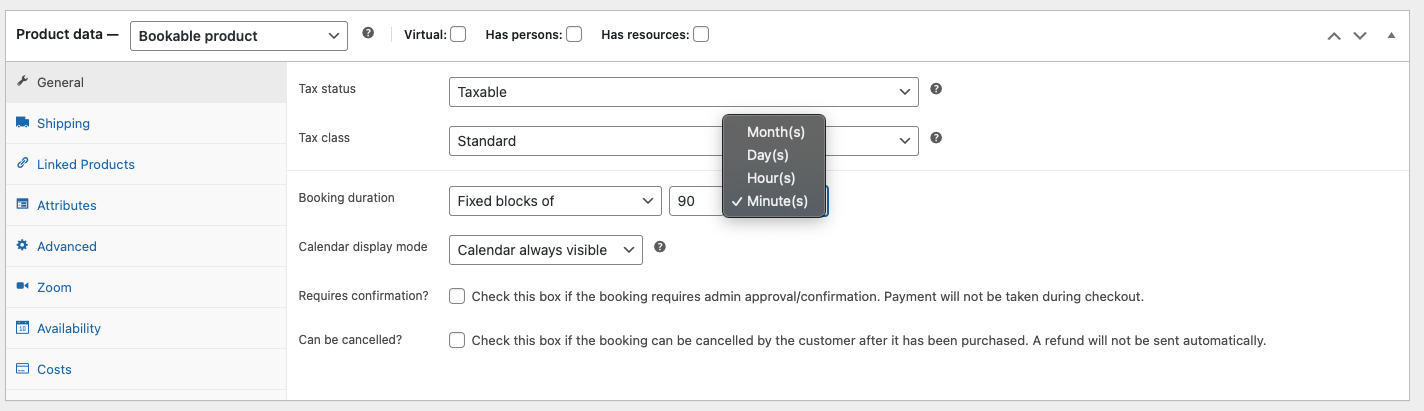 Product data — Bookable product Virtual: Has persons: Has resources:
General
Shipping
Linked Products
Attributes
Advanced
Zoom
Availability
Costs
Tax status Taxable
Tax class Standard
Month(s)
Day(s)
Hour(s)
Minute(s)
Booking duration Fixed blocks of 90
Calendar display mode Calendar always visible
Requires confirmation? Check this box if the booking requires admin approval/confirmation. Payment will not be taken during checkout.
Can be cancelled? Check this box if the booking can be cancelled by the customer after it has been purchased. A refund will not be sent automatically.